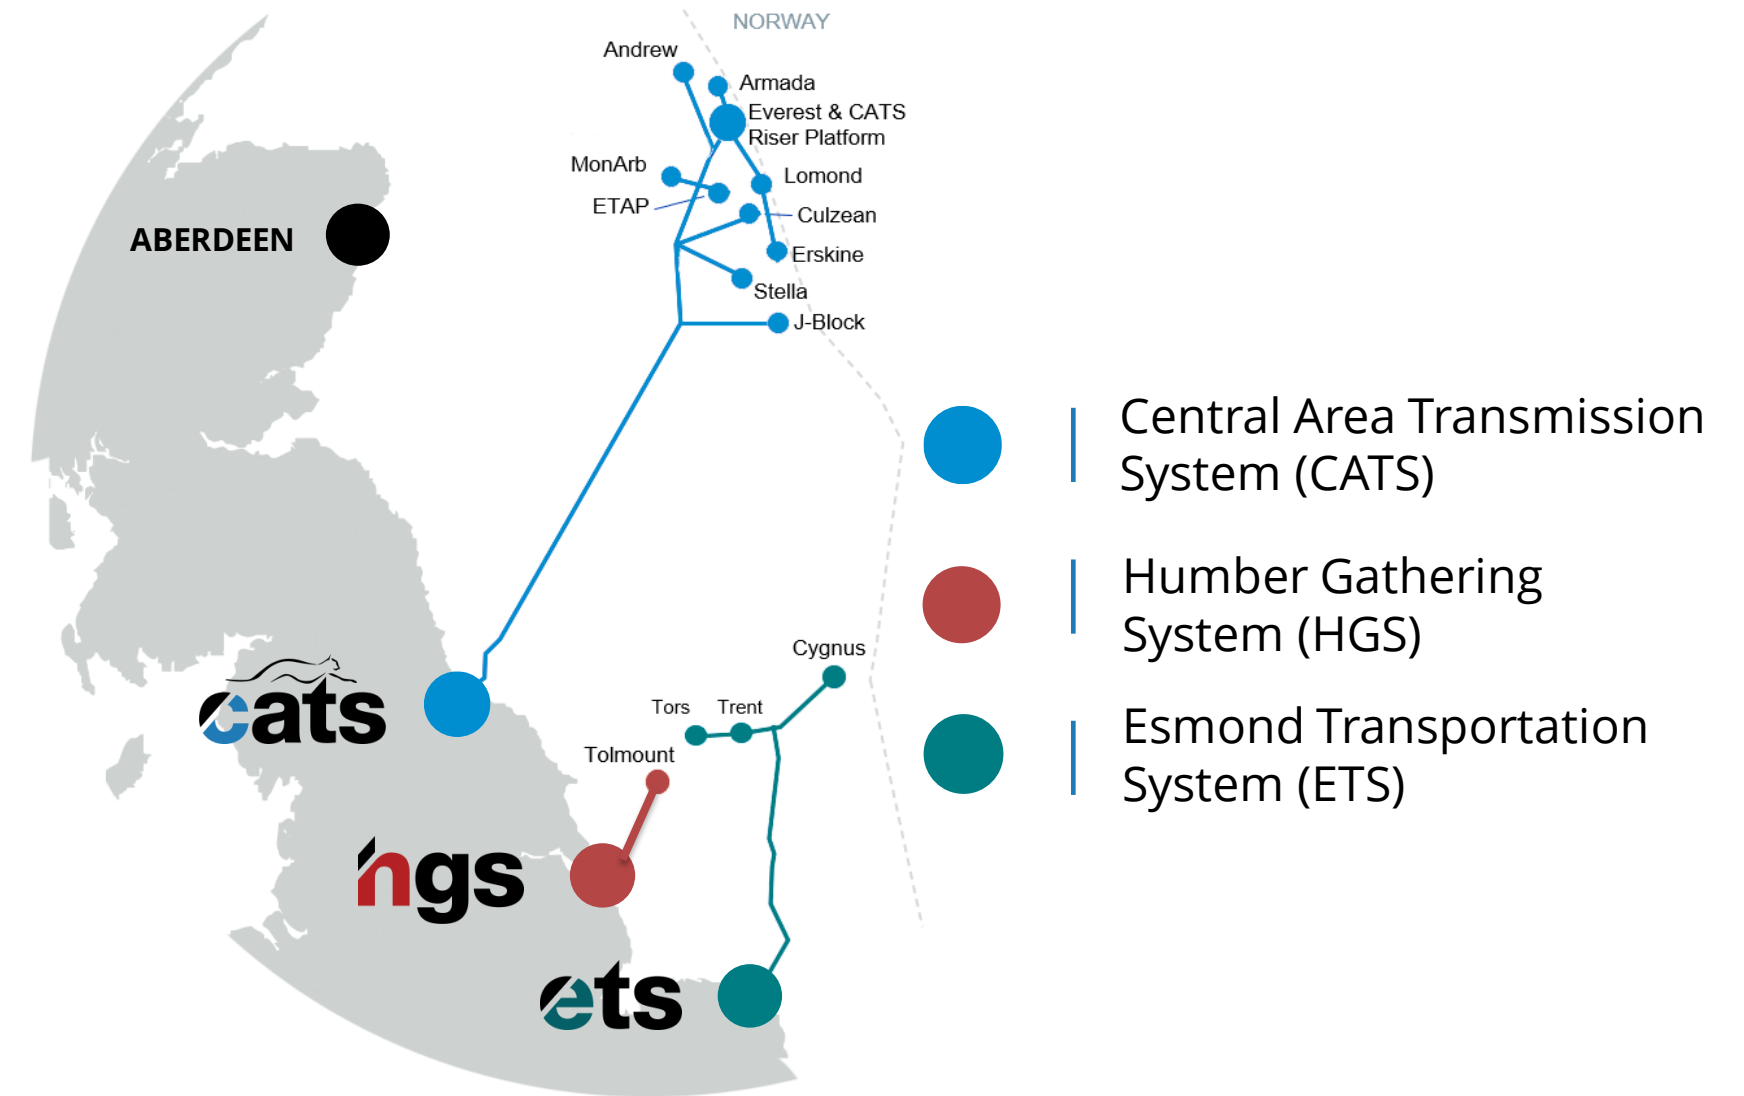 NORWAY
Andrew
Armada
Everest & CATS
Riser Platform
MonArb
Lomond
ETAP
Culzean
ABERDEEN
Erskine
Stella
J-Block
Central Area Transmission
System (CATS)
Humber Gathering
System (HGS)
Cygnus
cats
Tors
Trent
Esmond Transportation
System (ETS)
Tolmount
hgs
ets